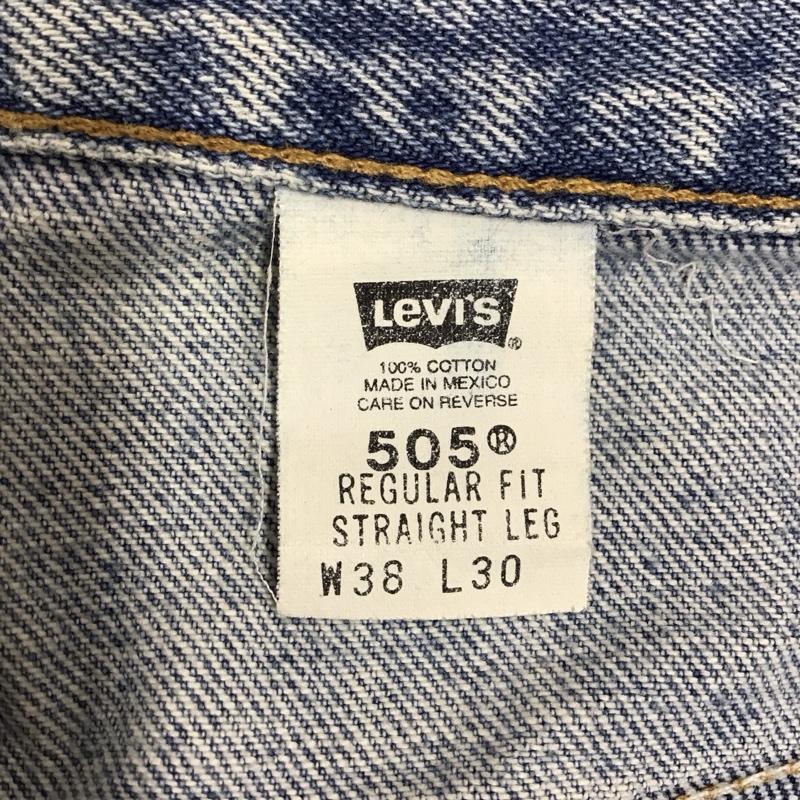 Levi's®
100% COTTON
MADE IN MEXICO
CARE ON REVERSE
505®
REGULAR FiT
STRAIGHT LEG
W38 L30